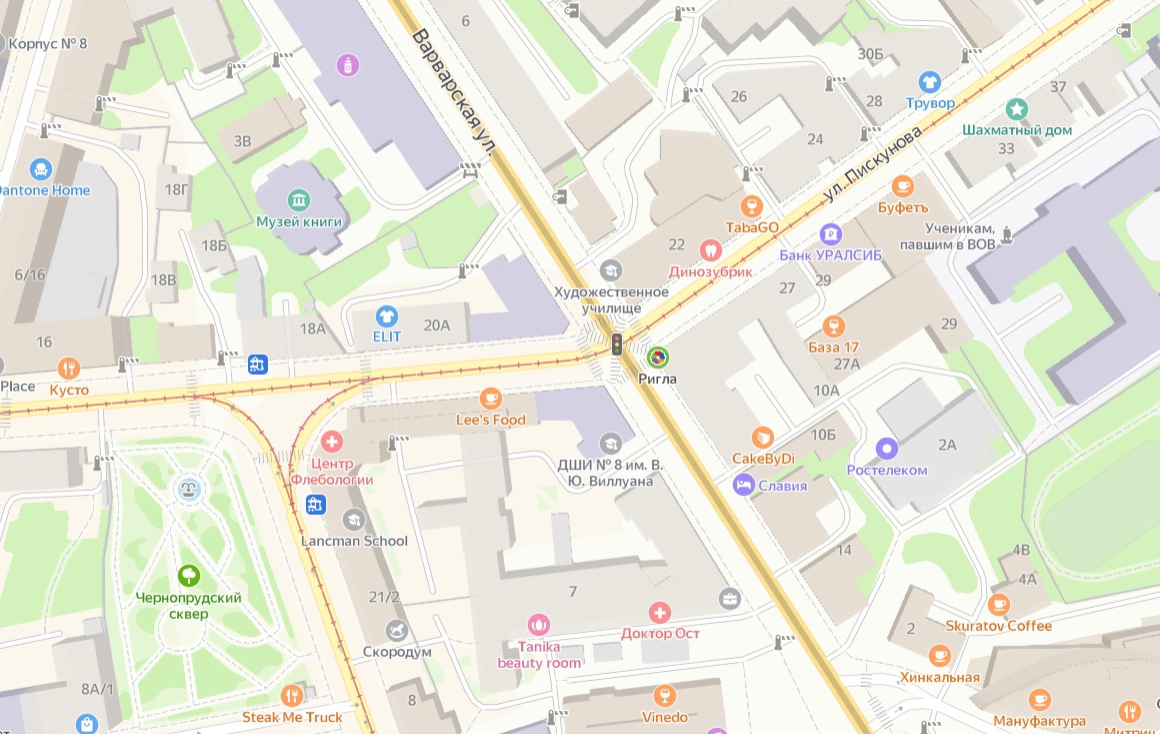 6
Корпус № 8
Варварская ул.
30Б
26
28
Трувор
37
Шахматный дом
33
3В
24
ул. Пискунова
Dantone Home
18Г
Музей книги
TabaGO
Буфетъ
18Б
22
Динозубрик
Банк УРАЛСИБ
Ученикам,
павшим в ВОВ
6/16
18В
Художественное
училище
27
29
18А
ELIT
20А
29
16
База 17
27А
Place
Кусто
Ригла
10А
Lee's Food
CakeByDi
10Б
2А
Центр
Флебологии
ДШИ № 8 им. В.
Ю. Виллуана
Ростелеком
Славия
Lancman School
14
4В
4А
Чернопрудский
сквер
21/2
7
Skuratov Coffee
Доктор Ост
2
Скородум
Tanika
beauty room
Хинкальная
8А/1
8
Steak Me Truck
Vinedo
Мануфактура